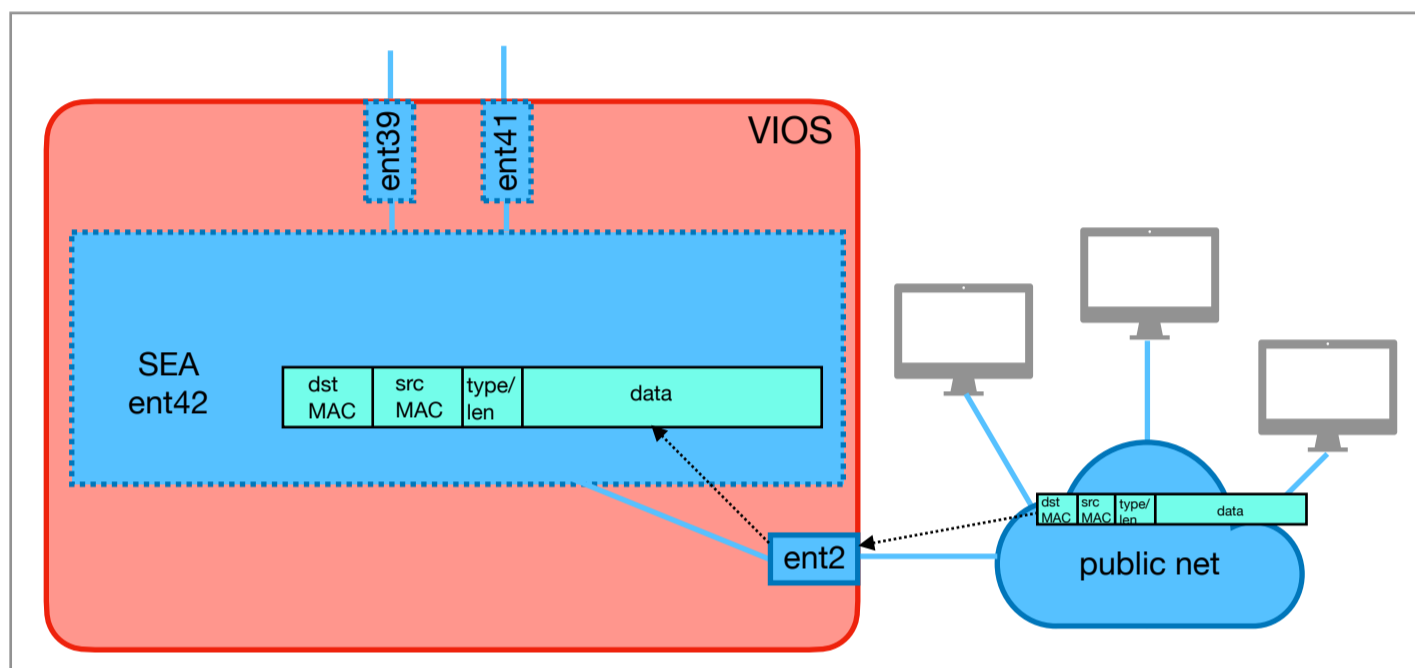 ent39
ent41
VIOS
SEA
ent42
dst
MAC
src
MAC
type/
len
data
dst
MAC
src
MAC
type/
len
data
ent2
public net